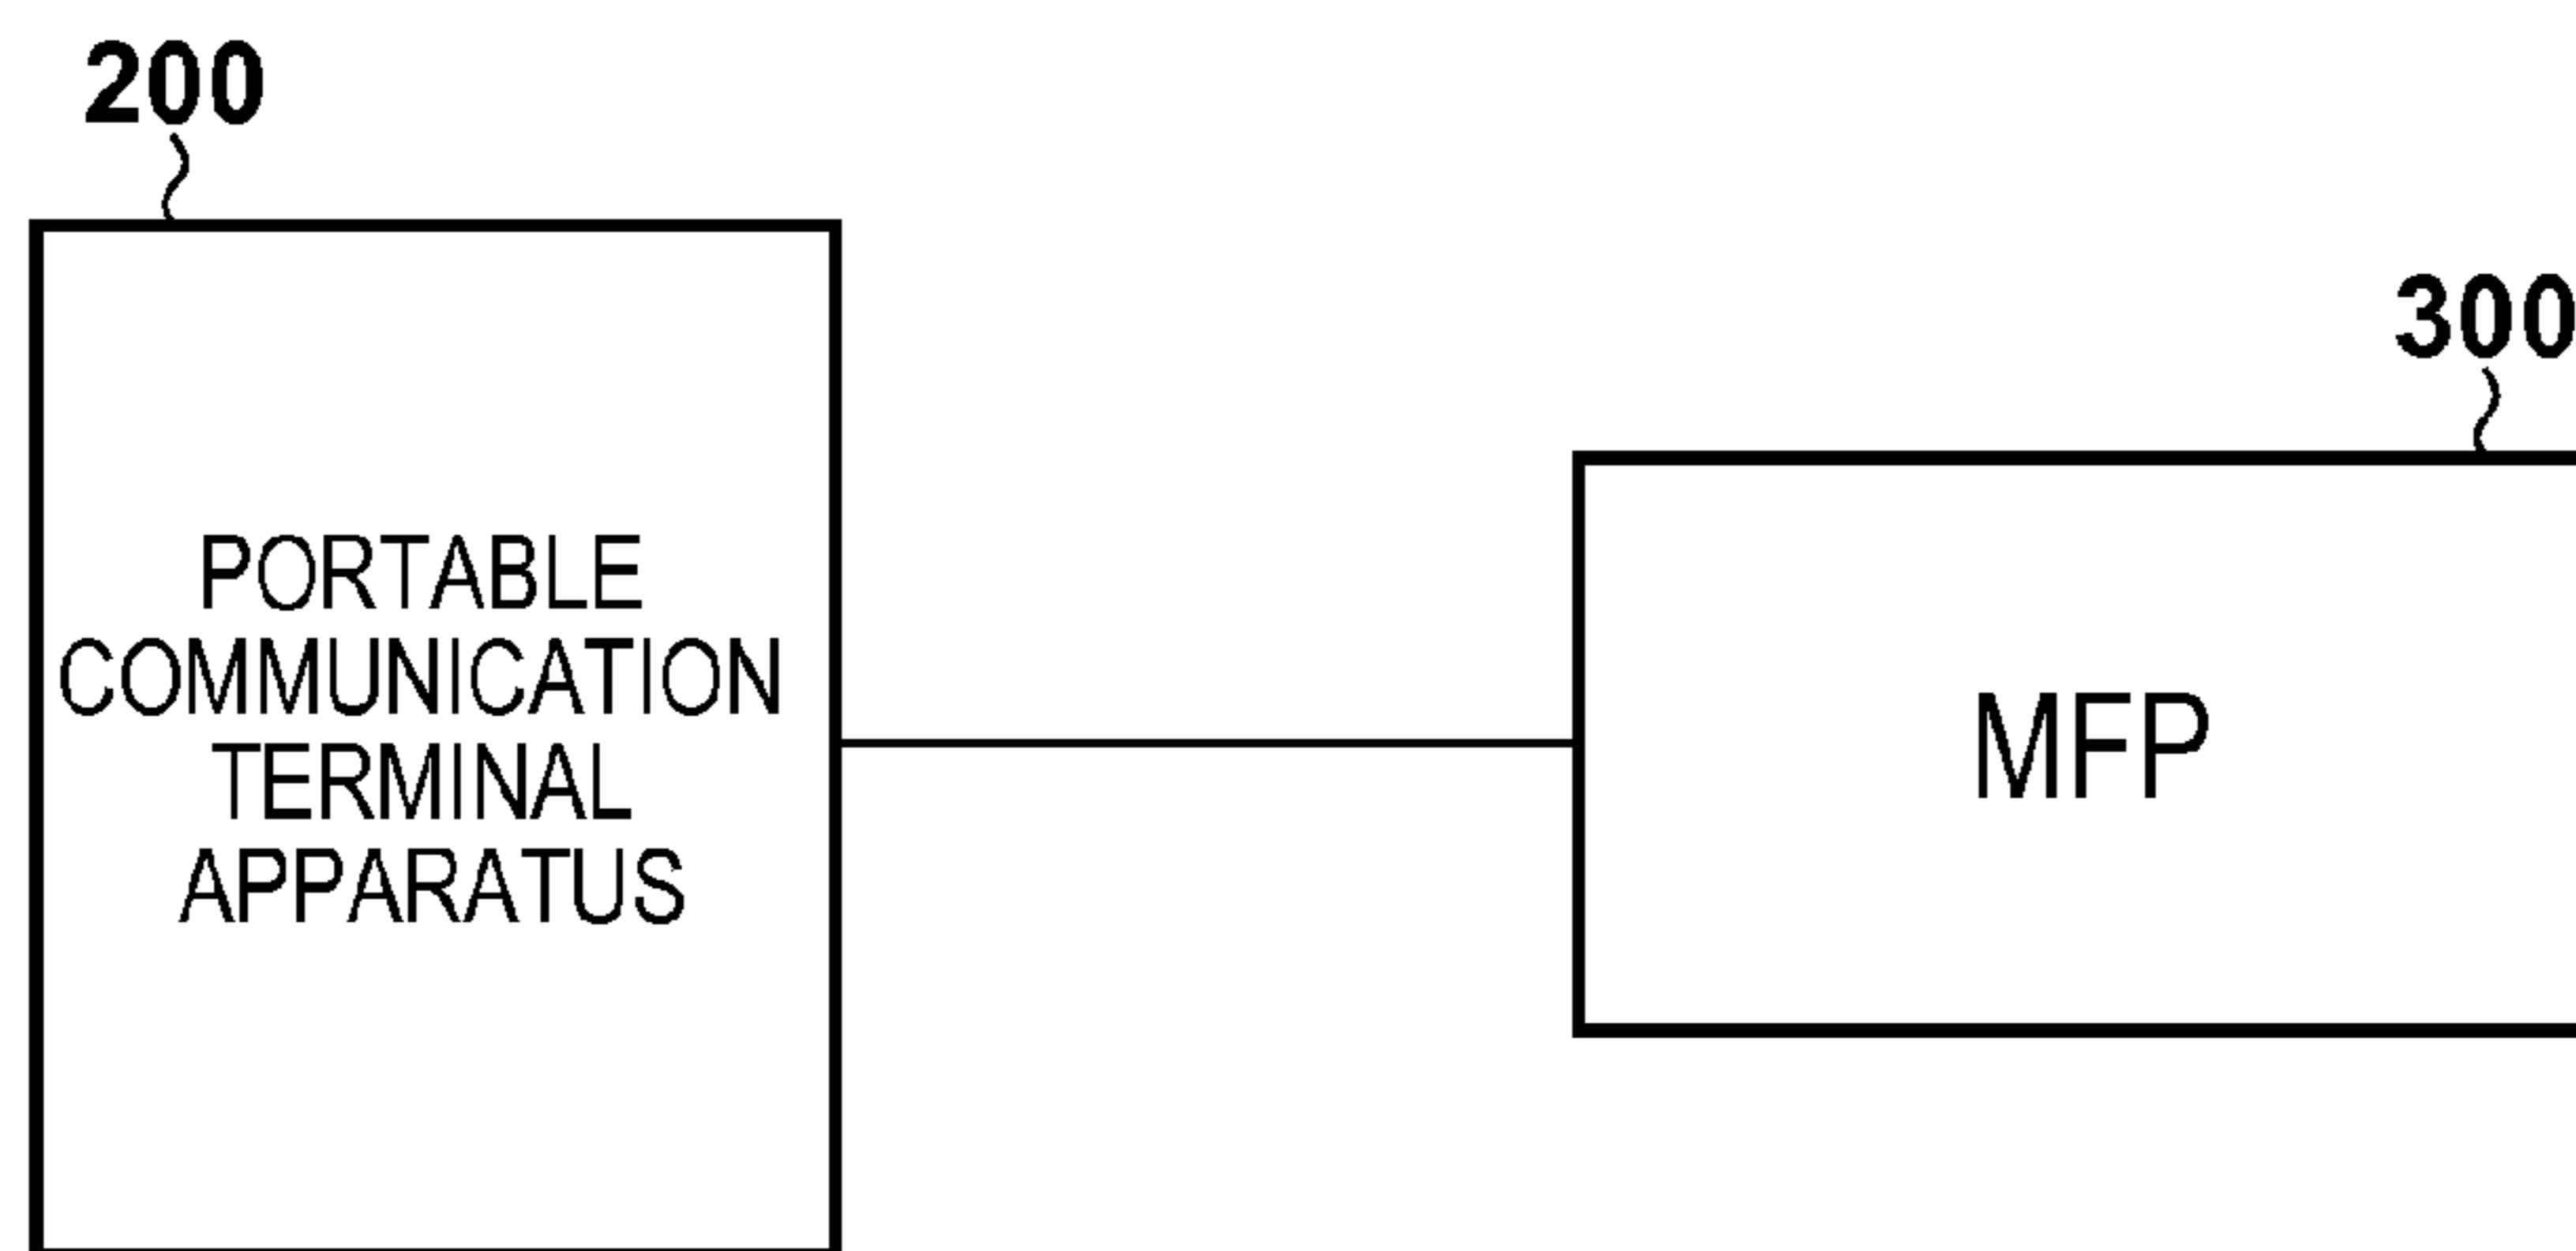 200
300
PORTABLE
COMMUNICATION
TERMINAL
APPARATUS
MFP